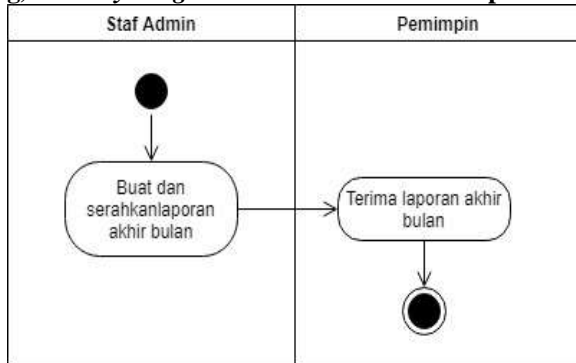 Staf Admin
Pemimpin
Buat dan
serahkanlaporan
akhir bulan
Terima laporan akhir
bulan